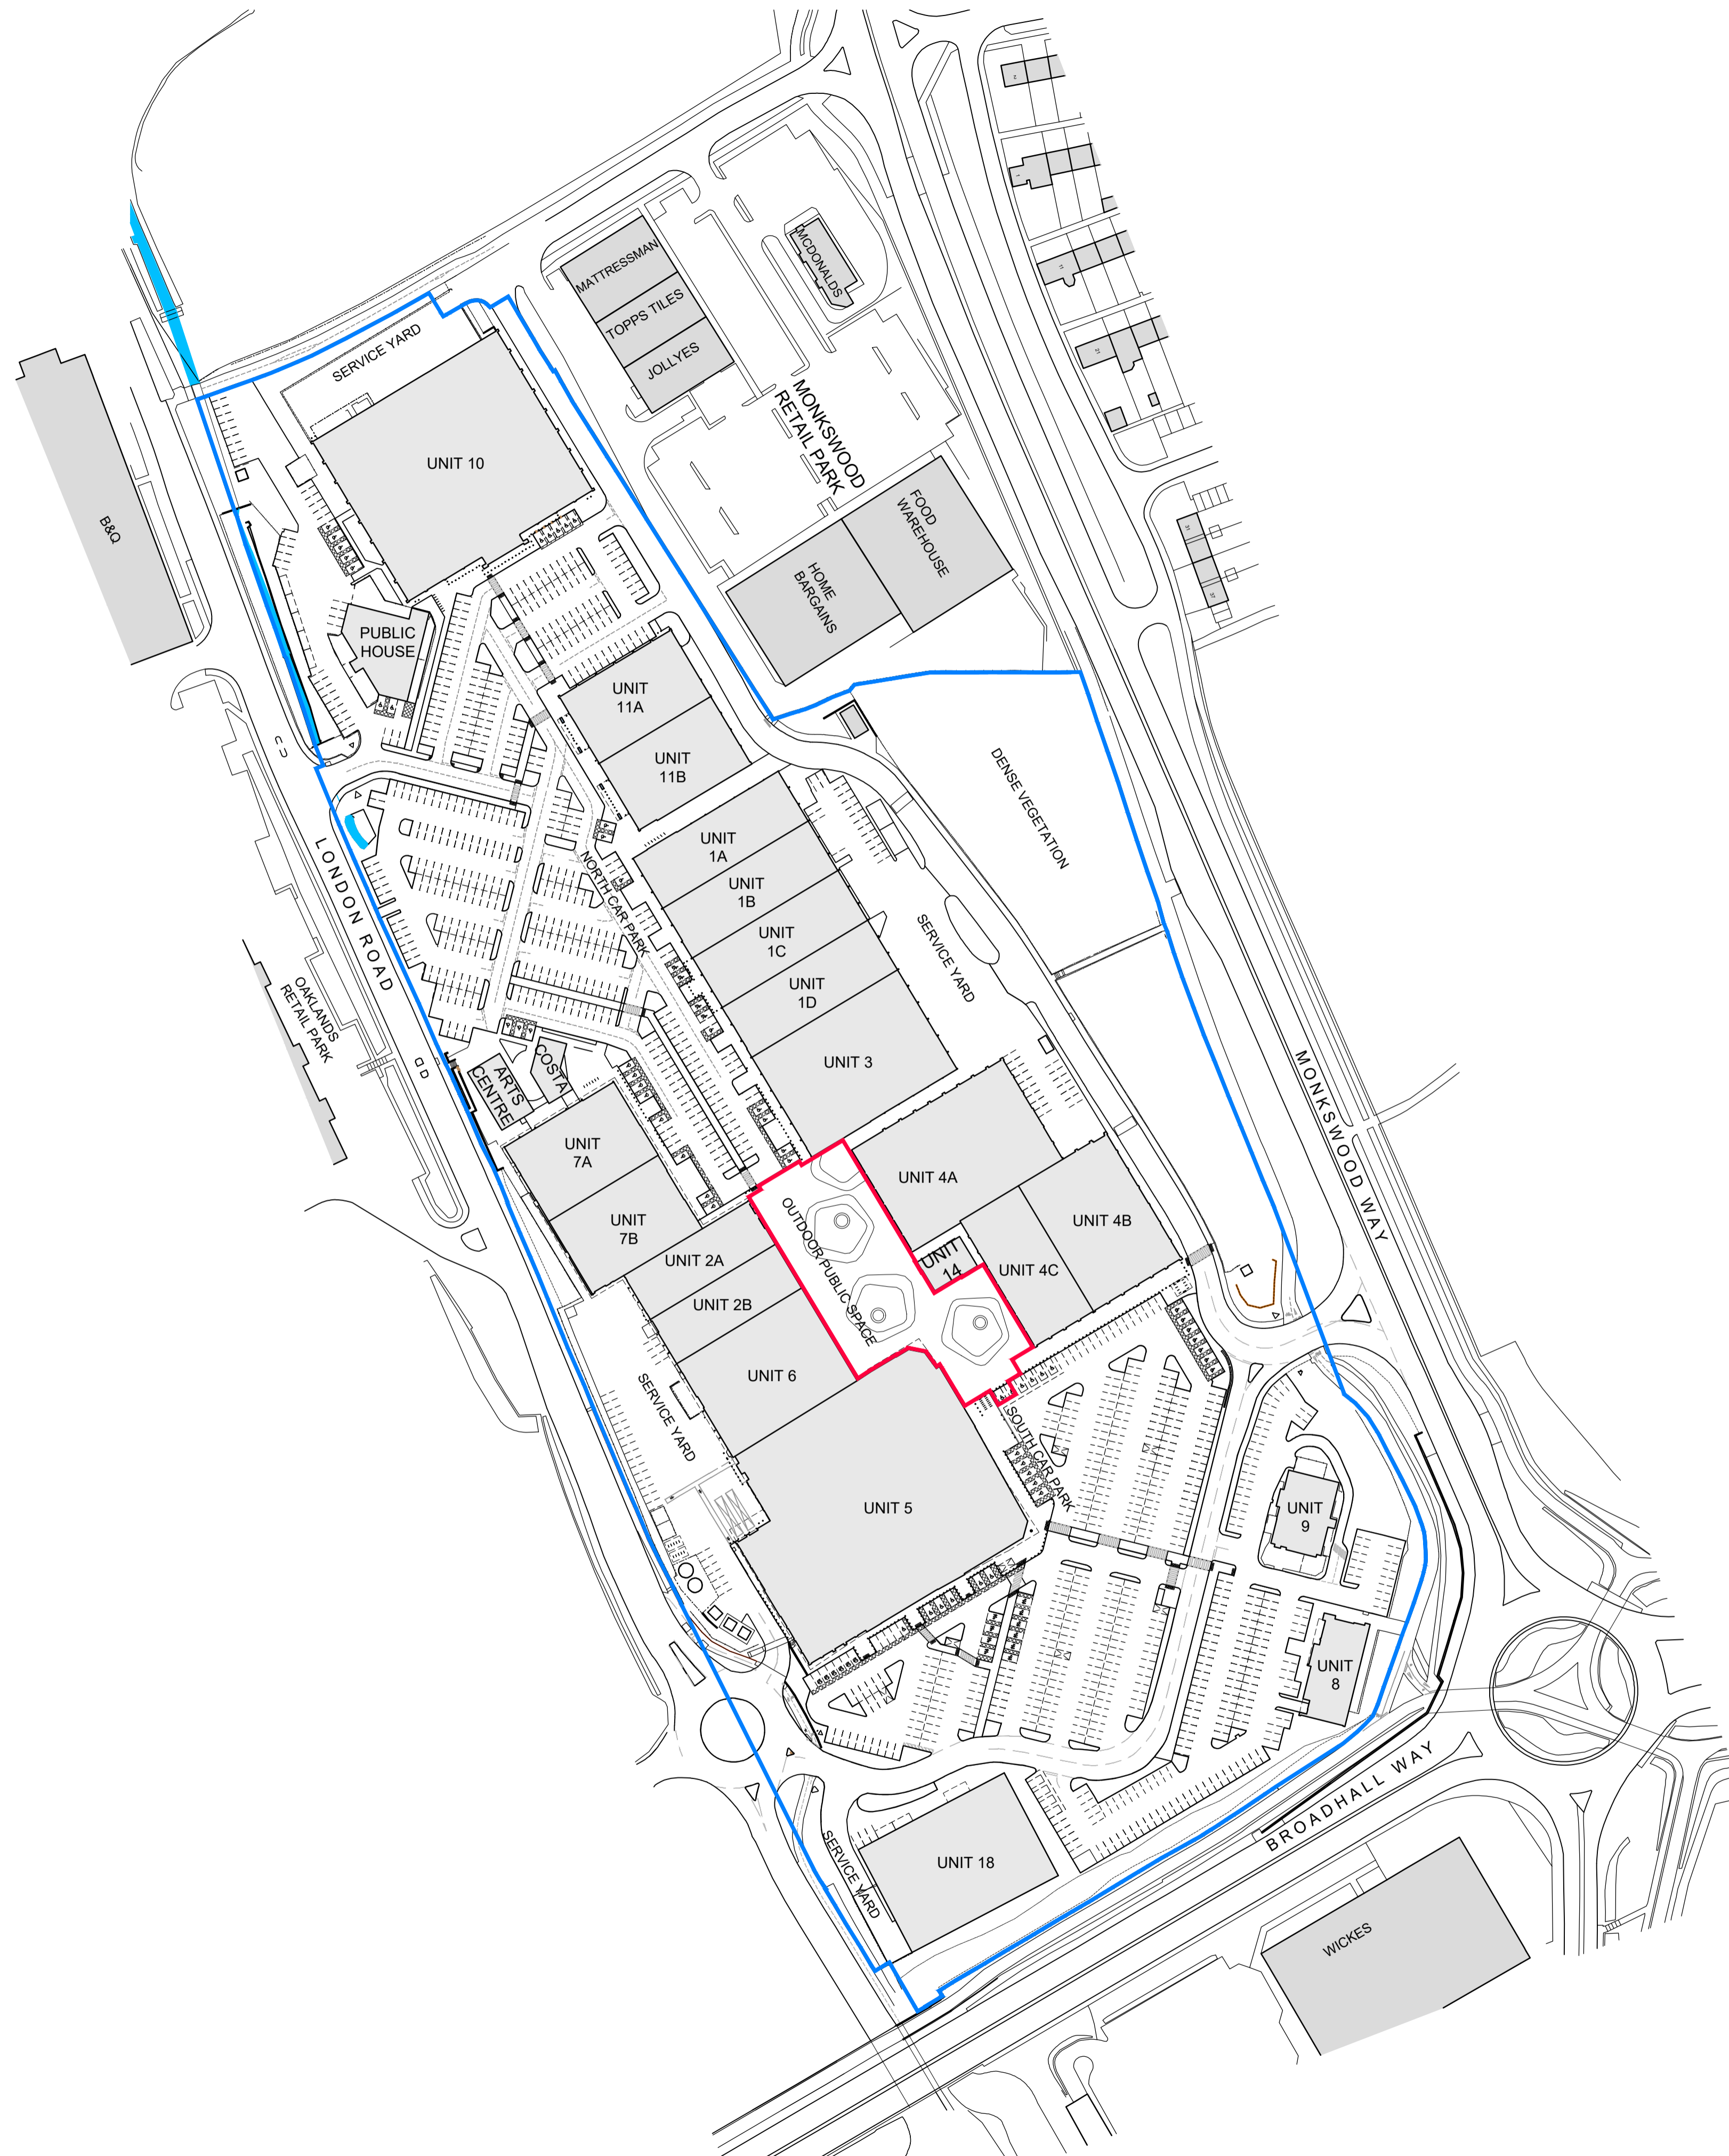 MATTRESSMAN
TOPPS TILES
JOLLYES
MCDONALDS
MONKSWOOD
RETAIL PARK
SERVICE YARD
UNIT 10
B&Q
FOOD
WAREHOUSE
HOME
BARGAINS
PUBLIC
HOUSE
UNIT
11A
UNIT
11B
DENSE VEGETATION
UNIT
1A
UNIT
1B
UNIT
1C
UNIT
1D
UNIT 3
NORTH CAR PARK
LONDON ROAD
OAKLANDS
RETAIL PARK
SERVICE YARD
COSTA
ARTS
CENTRE
UNIT
7A
UNIT
7B
UNIT 2A
UNIT 2B
UNIT 6
OUTDOOR PUBLIC SPACE
UNIT 4A
UNIT 4B
UNIT 4C
UNIT
14
MONKSWOOD WAY
SERVICE YARD
UNIT 5
SOUTH CAR PARK
UNIT
9
UNIT
8
BROADHALL WAY
UNIT 18
SERVICE YARD
WICKES